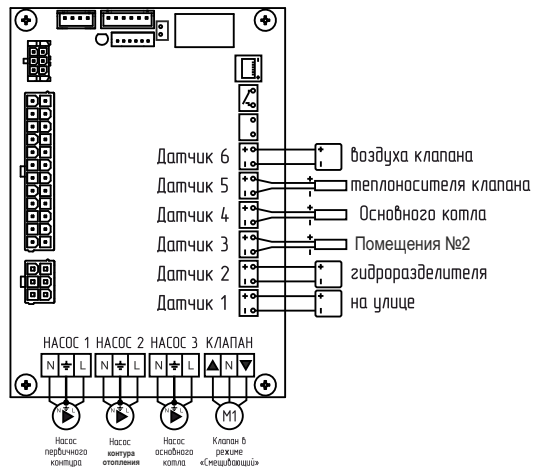 Датчик 6 + − + − воздуха клапана
Датчик 5 + − + − теплоносителя клапана
Датчик 4 + − + − Основного котла
Датчик 3 + − + − Помещения №2
Датчик 2 + − + − гидроразделителя
Датчик 1 + − + − на улице
НАСОС 1 НАСОС 2 НАСОС 3 КЛАПАН
N L N L N L N
N L N L N L М1
Насос первичного контура
Насос контура отопления
Насос основного котла
Клапан в режиме «Смешивающий»